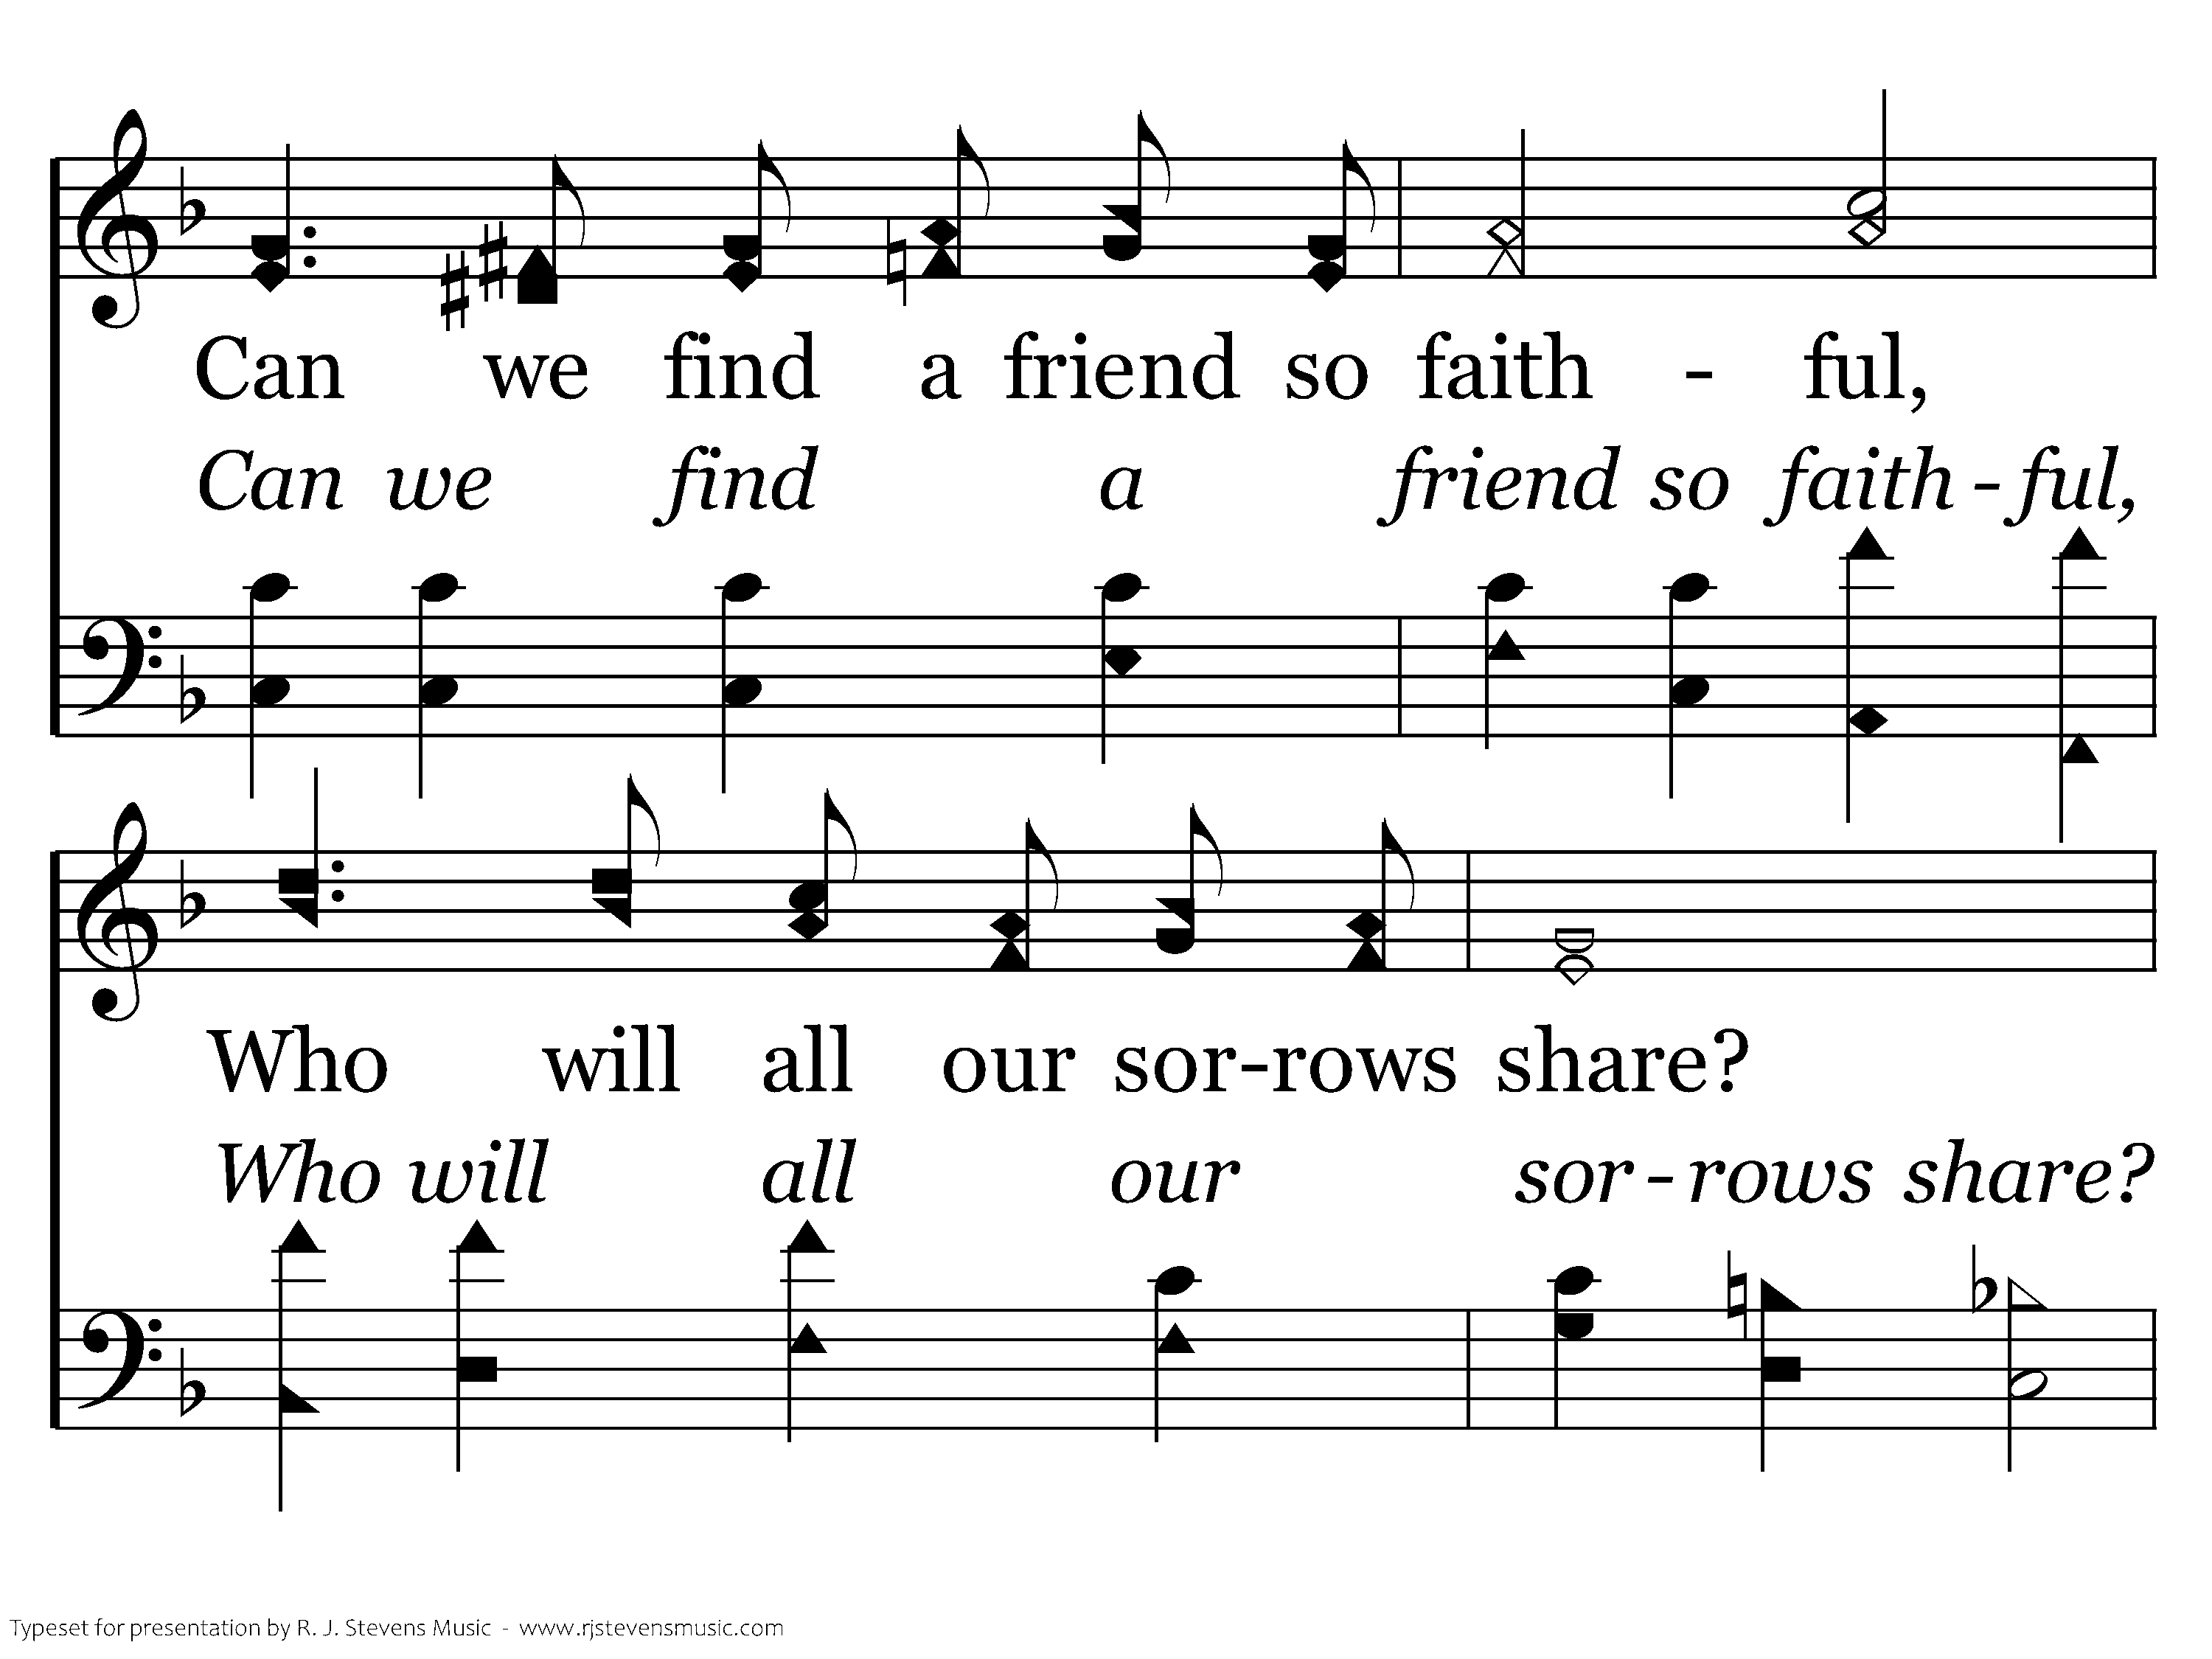 Can we find a friend so faith - ful,
Can we find a friend so faith - ful,
Who will all our sor-rows share?
Who will all our sor - rows share?
Typeset for presentation by R. J. Stevens Music - www.rjstevensmusic.com